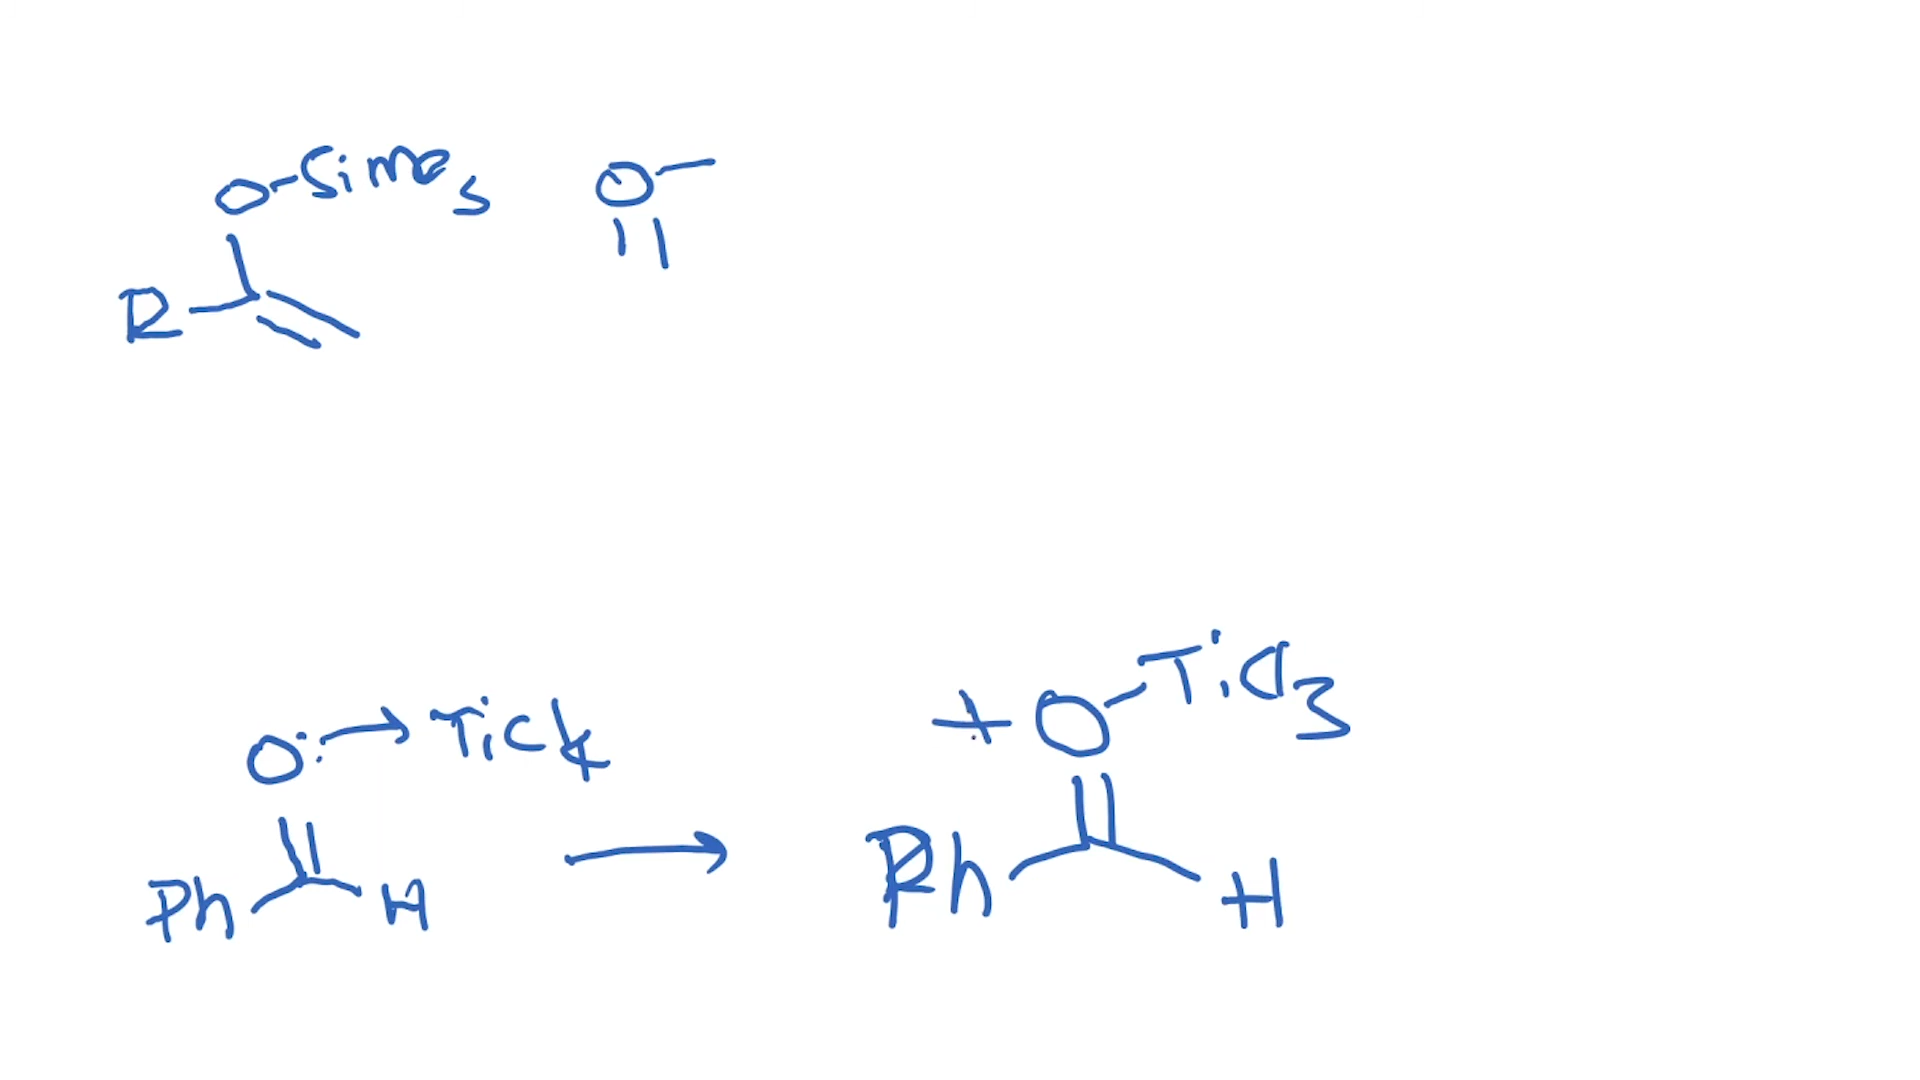 O-SiMe3 O
R
+ O-TiCl3
O: TiCl4
Ph H Ph H